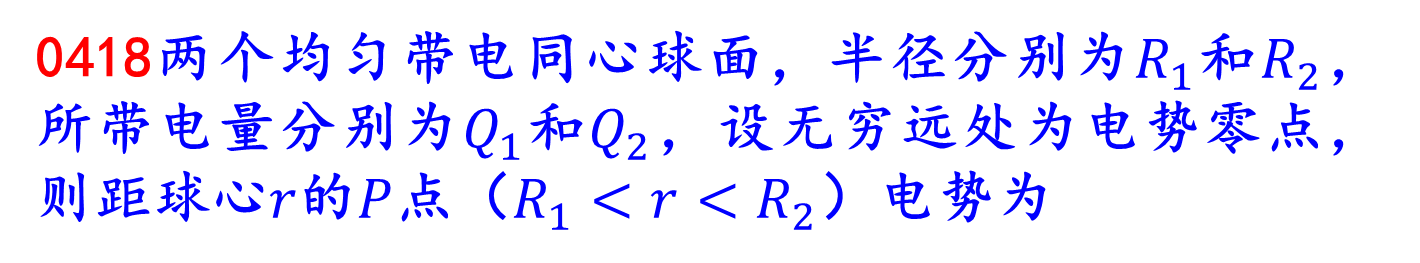 0418两个均匀带电同心球面，半径分别为R₁和R₂，
所带电量分别为Q₁和Q₂，设无穷远处为电势零点，
则距球心r的P点（R₁ < r < R₂）电势为